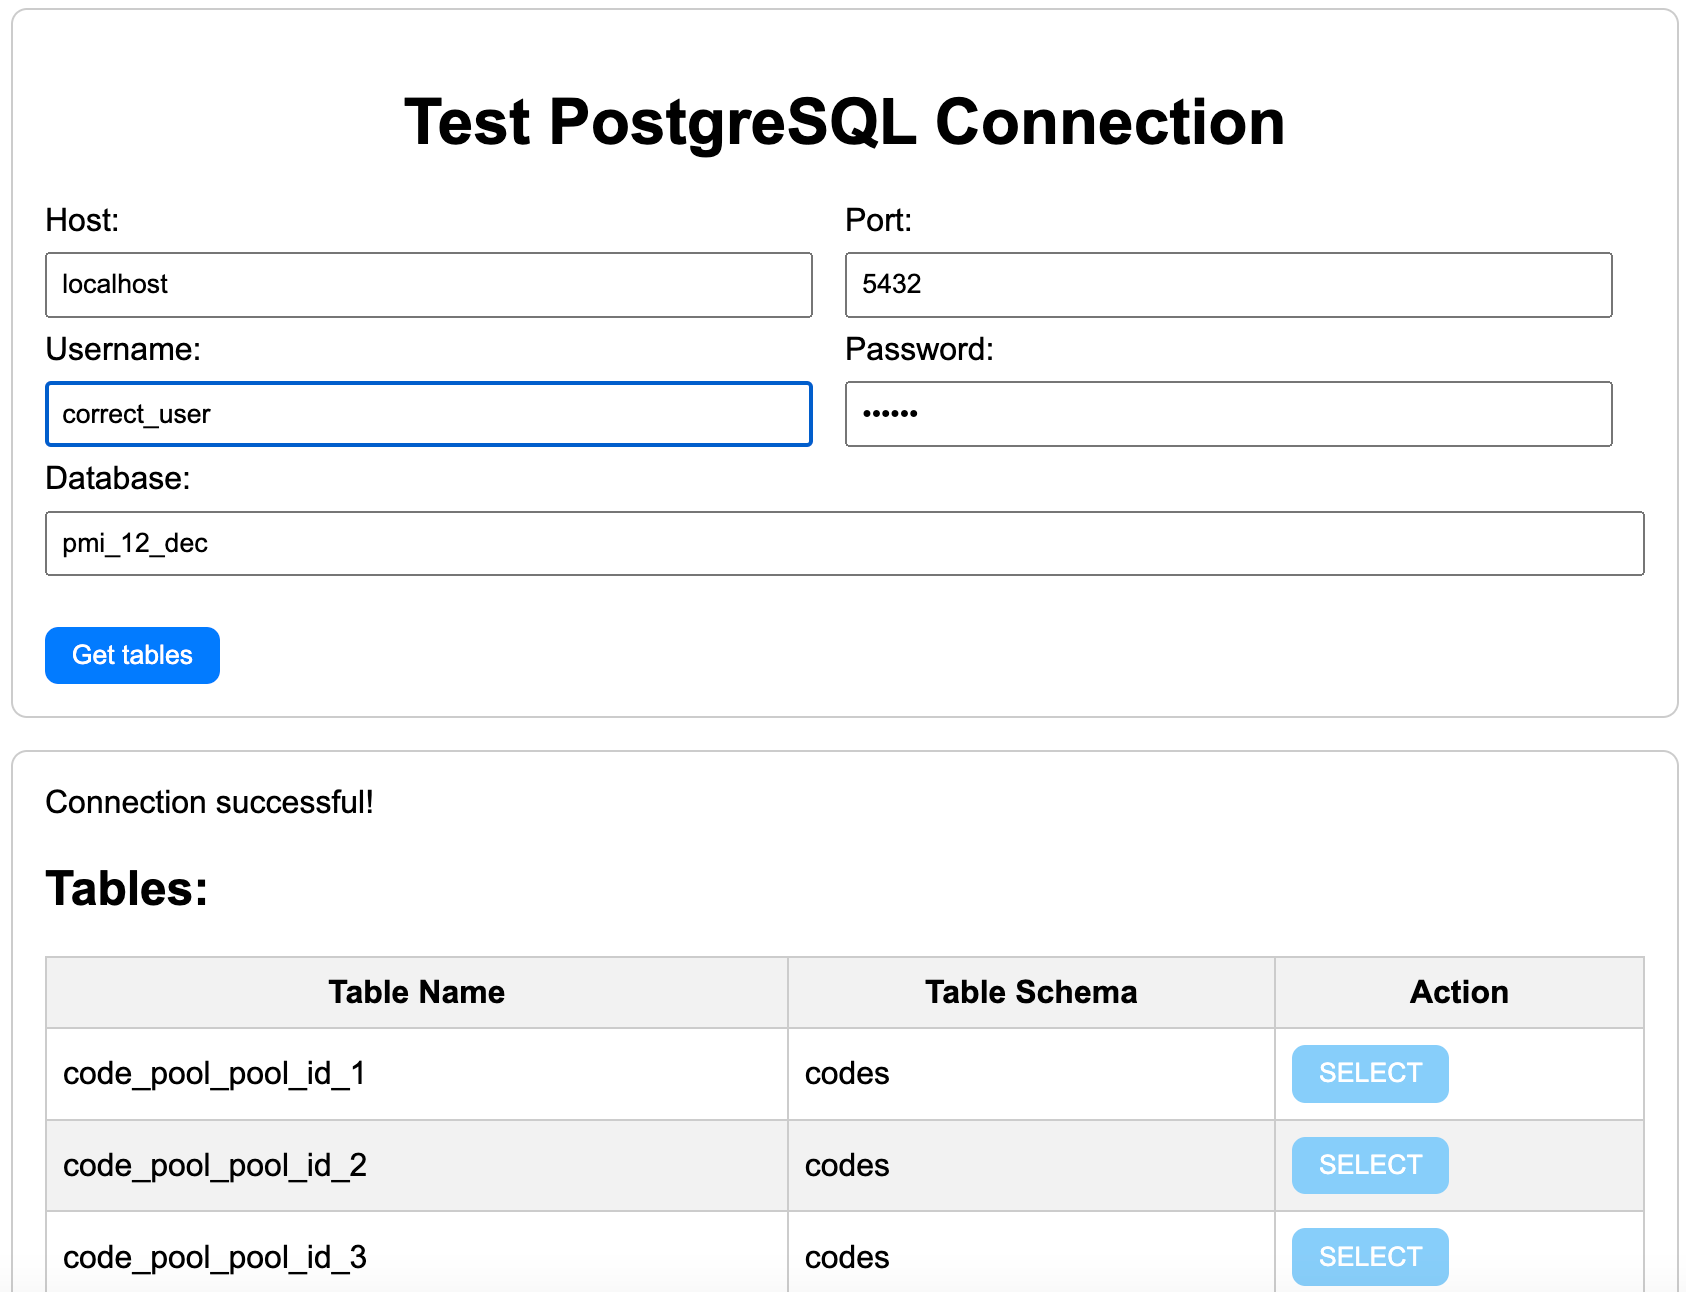 Test PostgreSQL Connection
Host: Port:
localhost 5432
Username: Password:
correct_user ••••••
Database:
pmi_12_dec
Get tables
Connection successful!
Tables:
Table Name Table Schema Action
code_pool_pool_id_1 codes SELECT
code_pool_pool_id_2 codes SELECT
code_pool_pool_id_3 codes SELECT